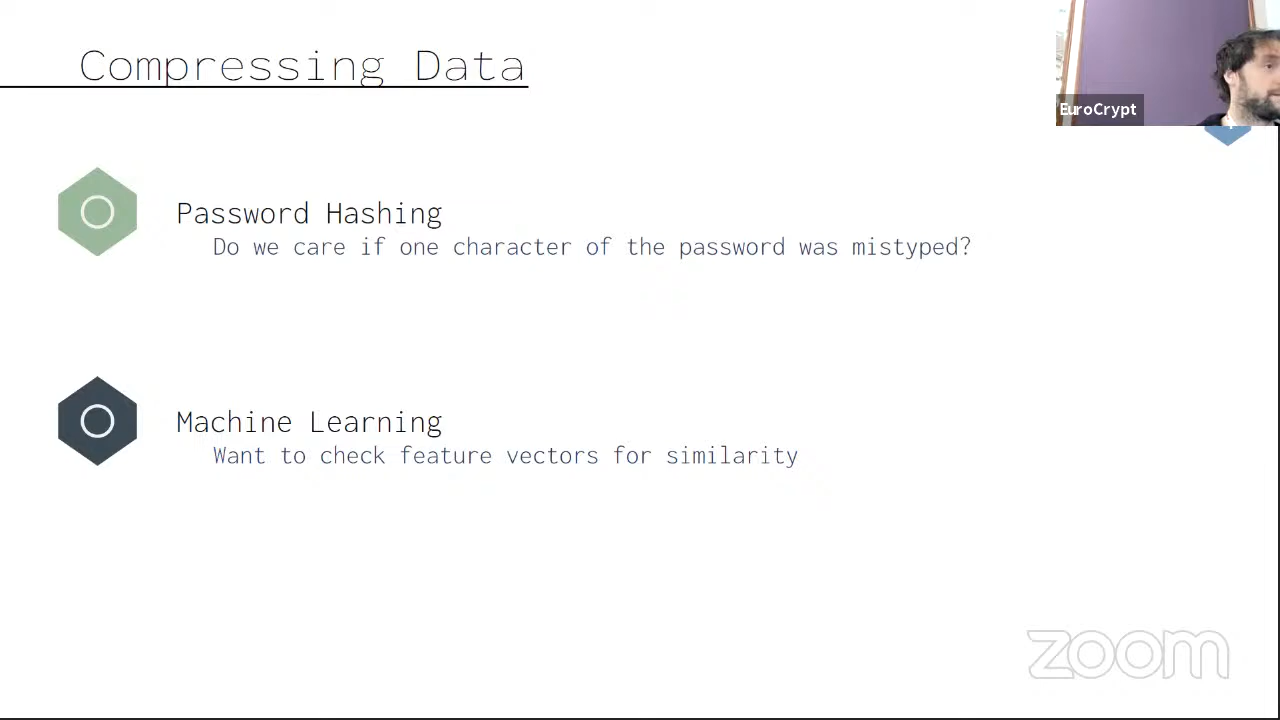 Compressing Data
EuroCrypt
Password Hashing
Do we care if one character of the password was mistyped?
Machine Learning
Want to check feature vectors for similarity
zoom